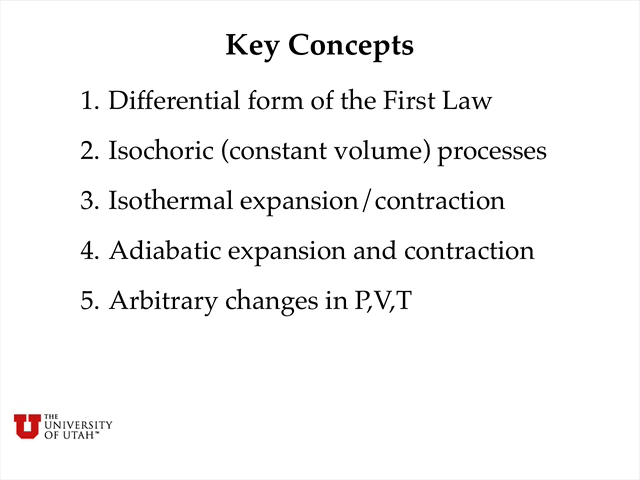 Key Concepts
1. Differential form of the First Law
2. Isochoric (constant volume) processes
3. Isothermal expansion/contraction
4. Adiabatic expansion and contraction
5. Arbitrary changes in P,V,T
U THE
UNIVERSITY
OF UTAH™